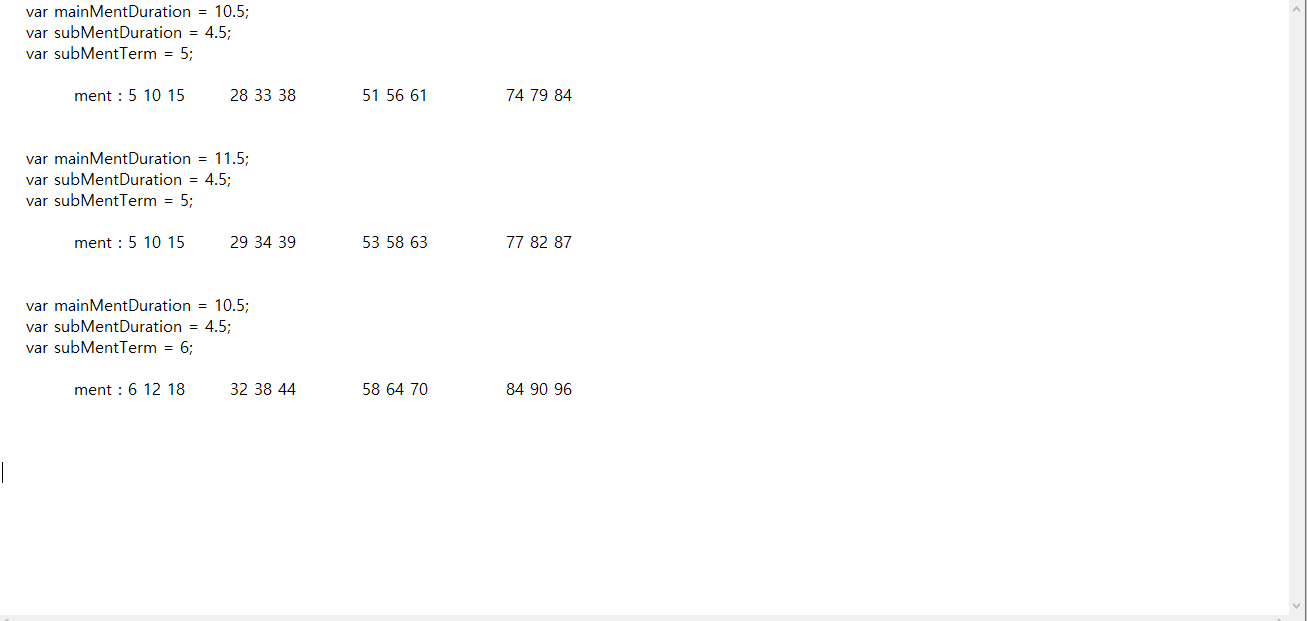 var mainMentDuration = 10.5;
var subMentDuration = 4.5;
var subMentTerm = 5;
ment : 5 10 15 28 33 38 51 56 61 74 79 84
var mainMentDuration = 11.5;
var subMentDuration = 4.5;
var subMentTerm = 5;
ment : 5 10 15 29 34 39 53 58 63 77 82 87
var mainMentDuration = 10.5;
var subMentDuration = 4.5;
var subMentTerm = 6;
ment : 6 12 18 32 38 44 58 64 70 84 90 96